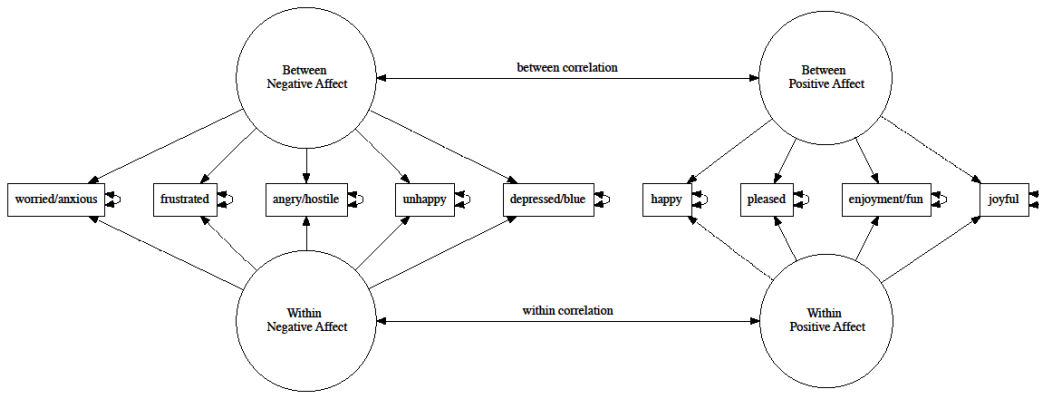 Between
Negative Affect
between correlation
Between
Positive Affect
worried/anxious
frustrated
angry/hostile
unhappy
depressed/blue
happy
pleased
enjoyment/fun
joyful
Within
Negative Affect
within correlation
Within
Positive Affect